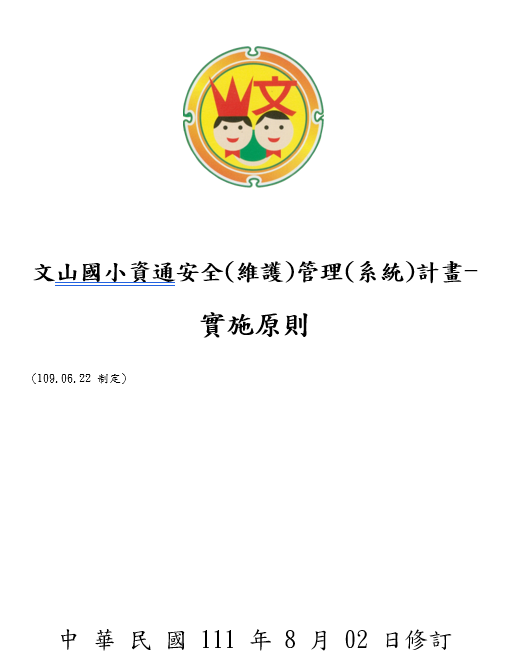 文
文山國小資通安全(維護)管理(系統)計畫-
實施原則
(109.06.22 制定)
中 華 民 國 111 年 8 月 02 日修訂